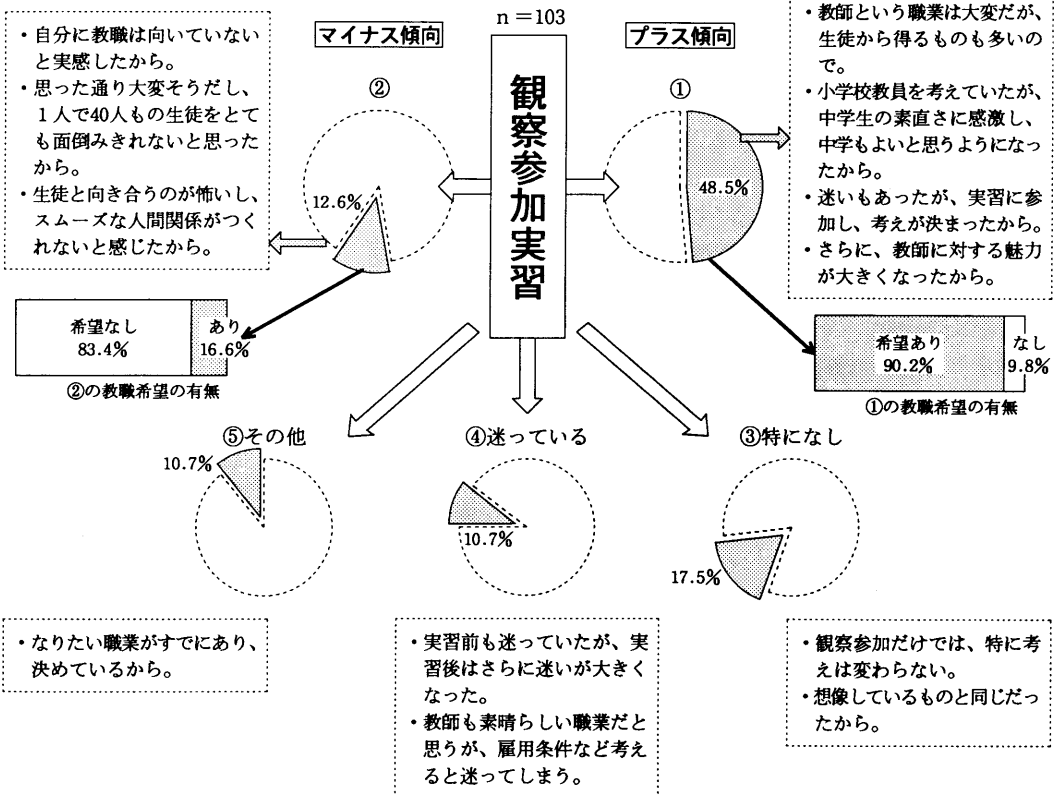 n＝103
観察参加実習
マイナス傾向
②
・自分に教職は向いていない
と実感したから。
・思った通り大変そうだし、
１人で40人もの生徒をとて
も面倒みきれないと思った
から。
・生徒と向き合うのが怖いし、
スムーズな人間関係がつく
れないと感じたから。
12.6%
希望なし
83.4%
あり
16.6%
②の教職希望の有無
プラス傾向
①
・教師という職業は大変だが、
生徒から得るものも多いの
で。
・小学校教員を考えていたが、
中学生の素直さに感激し、
中学もよいと思うようになっ
たから。
・迷いもあったが、実習に参
加し、考えが決まったから。
・さらに、教師に対する魅力
が大きくなったから。
48.5%
希望あり
90.2%
なし
9.8%
①の教職希望の有無
⑤その他
10.7%
・なりたい職業がすでにあり、
決めているから。
④迷っている
10.7%
・実習前も迷っていたが、実
習後はさらに迷いが大きく
なった。
・教師も素晴らしい職業だと
思うが、雇用条件など考え
ると迷ってしまう。
③特になし
17.5%
・観察参加だけでは、特に考
えは変わらない。
・想像しているものと同じだっ
たから。